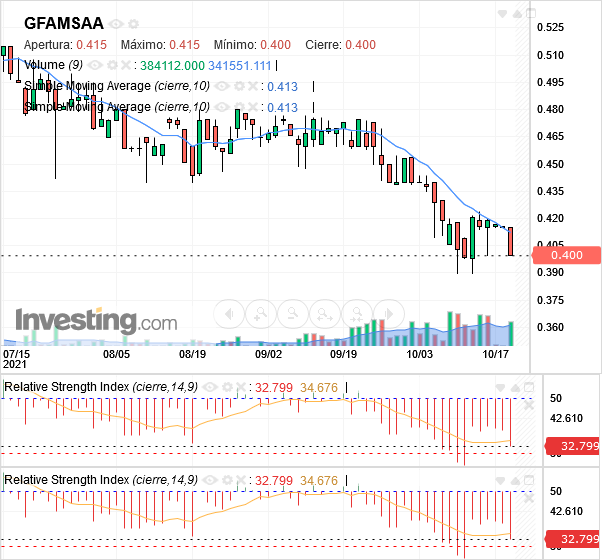 GFAMSAA
Apertura: 0.415 Máximo: 0.415 Mínimo: 0.400 Cierre: 0.400
Volume (9) : 384112.000 341551.111
Simple Moving Average (cierre,10) : 0.413
Simple Moving Average (cierre,10) : 0.413
0.525
0.510
0.495
0.480
0.465
0.450
0.435
0.420
0.405
0.400
0.390
0.375
0.360
Investing.com
07/15 08/05 08/19 09/02 09/19 10/03 10/17
2021
Relative Strength Index (cierre,14,9) : 32.799 34.676
50
42.610
32.799
30
Relative Strength Index (cierre,14,9) : 32.799 34.676
50
42.610
32.799
30